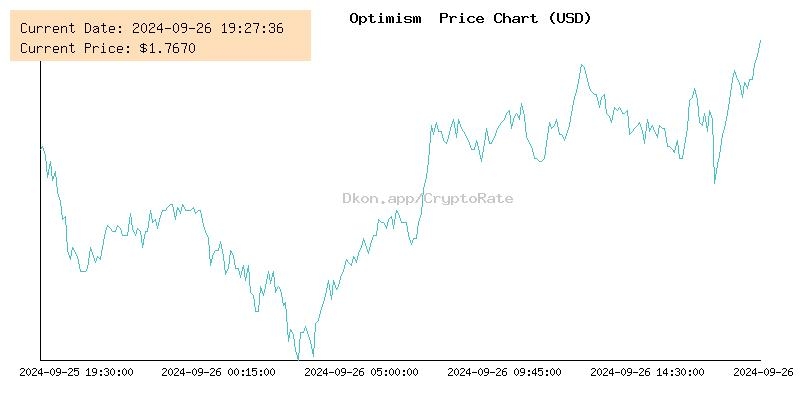 Optimism  Price Chart (USD)
Current Date: 2024-09-26 19:27:36
Current Price: $1.7670
Dkon.app/CryptoRate
2024-09-25 19:30:00 2024-09-26 00:15:00 2024-09-26 05:00:00 2024-09-26 09:45:00 2024-09-26 14:30:00 2024-09-26